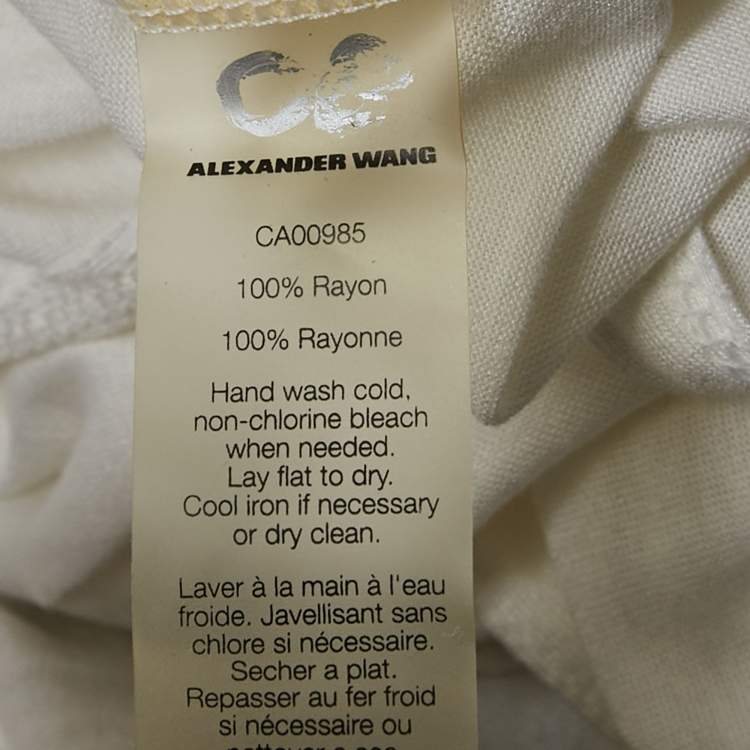 ALEXANDER WANG
CA00985
100% Rayon
100% Rayonne
Hand wash cold,
non-chlorine bleach
when needed.
Lay flat to dry.
Cool iron if necessary
or dry clean.
Laver à la main à l'eau
froide. Javellisant sans
chlore si nécessaire.
Secher a plat.
Repasser au fer froid
si nécessaire ou